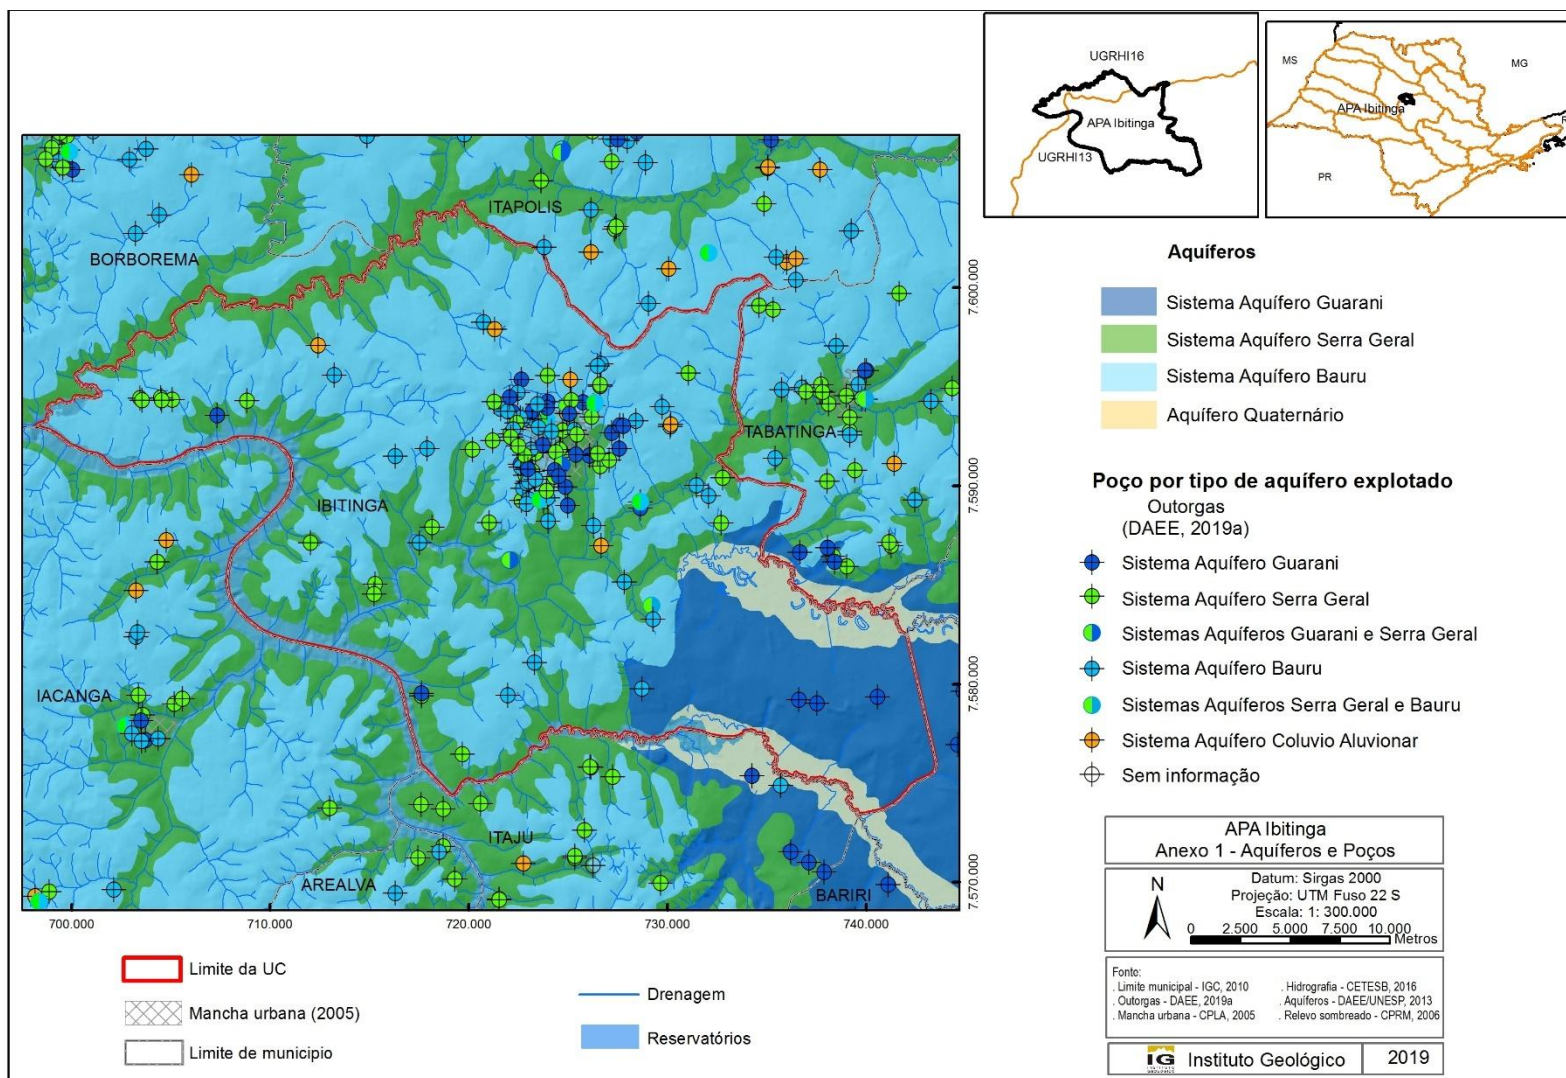 UGRHI16
APA Ibitinga
UGRHI13
MS
MG
APA Ibitinga
PR
R
ITAPOLIS
BORBOREMA
TABATINGA
IBITINGA
IACANGA
ITAJU
AREALVA
BARIRI
7.600.000
7.590.000
7.580.000
7.570.000
700.000
710.000
720.000
730.000
740.000
Aquíferos
Sistema Aquífero Guarani
Sistema Aquífero Serra Geral
Sistema Aquífero Bauru
Aquífero Quaternário
Poço por tipo de aquífero explotado
Outorgas
(DAEE, 2019a)
Sistema Aquífero Guarani
Sistema Aquífero Serra Geral
Sistemas Aquíferos Guarani e Serra Geral
Sistema Aquífero Bauru
Sistemas Aquíferos Serra Geral e Bauru
Sistema Aquífero Coluvio Aluvionar
Sem informação
Limite da UC
Mancha urbana (2005)
Limite de municipio
Drenagem
Reservatórios
APA Ibitinga
Anexo 1 - Aquíferos e Poços
N
Datum: Sirgas 2000
Projeção: UTM Fuso 22 S
Escala: 1: 300.000
0 2.500 5.000 7.500 10.000
Metros
Fonte:
. Limite municipal - IGC, 2010
. Hidrografia - CETESB, 2016
. Outorgas - DAEE, 2019a
. Aquíferos - DAEE/UNESP, 2013
. Mancha urbana - CPLA, 2005
. Relevo sombreado - CPRM, 2006
IG Instituto Geológico
2019